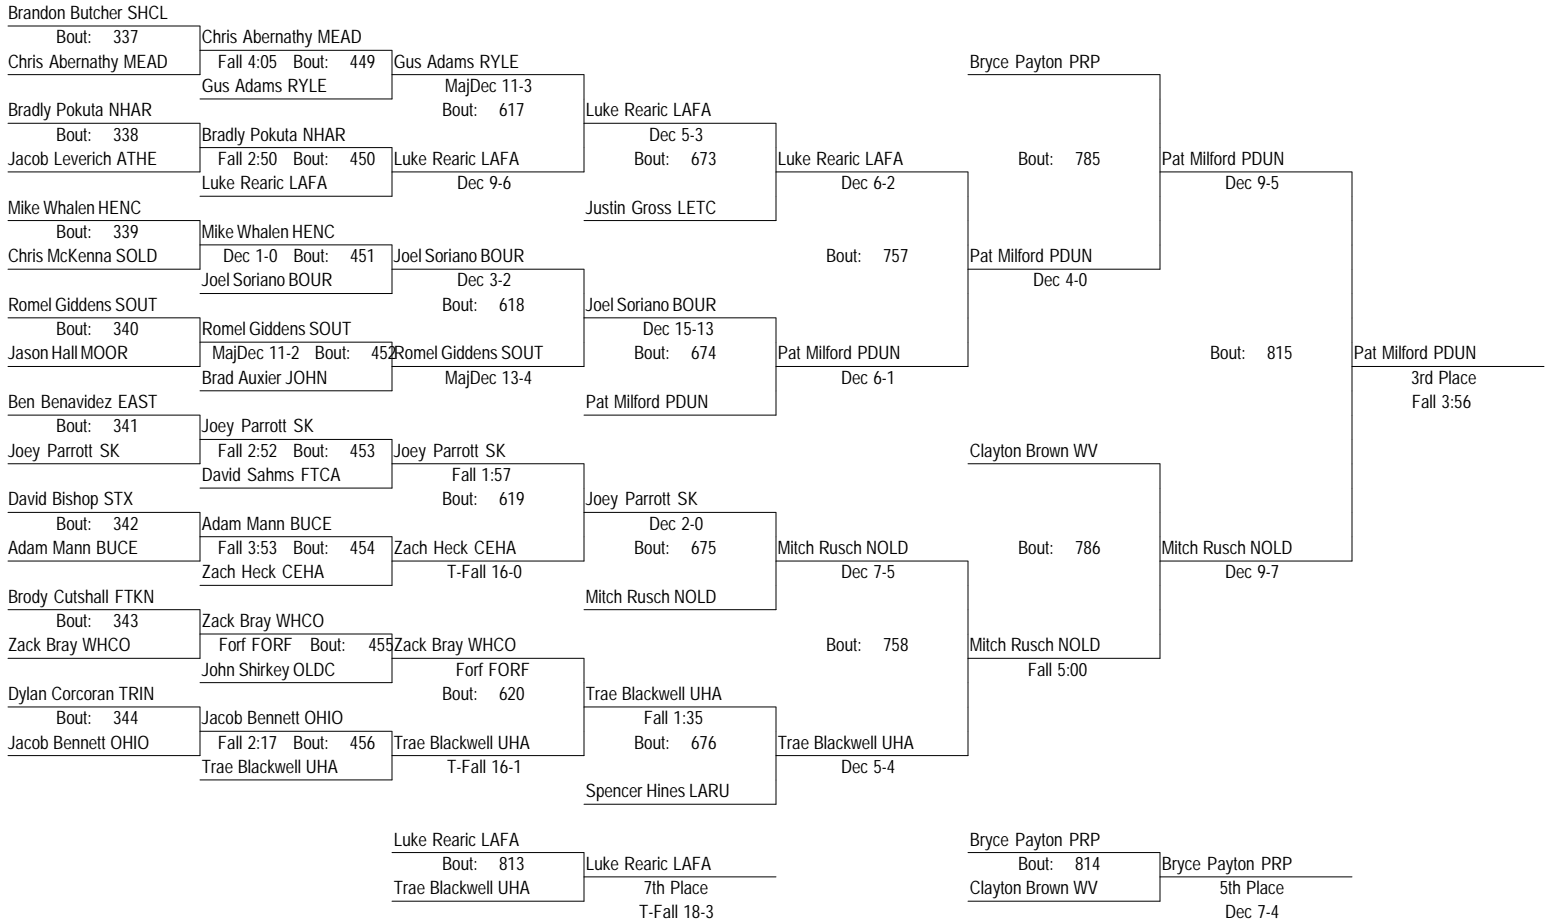 Brandon Butcher SHCL
Bout: 337
Chris Abernathy MEAD
Chris Abernathy MEAD
Fall 4:05 Bout: 449
Gus Adams RYLE
Gus Adams RYLE
MajDec 11-3
Bout: 617
Bryce Payton PRP
Bradly Pokuta NHAR
Bout: 338
Jacob Leverich ATHE
Bradly Pokuta NHAR
Fall 2:50 Bout: 450
Luke Rearic LAFA
Luke Rearic LAFA
Dec 9-6
Luke Rearic LAFA
Dec 5-3
Bout: 673
Justin Gross LETC
Luke Rearic LAFA
Dec 6-2
Bout: 785
Pat Milford PDUN
Dec 9-5
Mike Whalen HENC
Bout: 339
Chris McKenna SOLD
Mike Whalen HENC
Dec 1-0 Bout: 451
Joel Soriano BOUR
Joel Soriano BOUR
Dec 3-2
Bout: 618
Bout: 757
Pat Milford PDUN
Dec 4-0
Romel Giddens SOUT
Bout: 340
Jason Hall MOOR
Romel Giddens SOUT
MajDec 11-2 Bout: 452
Brad Auxier JOHN
Romel Giddens SOUT
MajDec 13-4
Joel Soriano BOUR
Dec 15-13
Bout: 674
Pat Milford PDUN
Pat Milford PDUN
Dec 6-1
Bout: 815
Pat Milford PDUN
3rd Place
Fall 3:56
Ben Benavidez EAST
Bout: 341
Joey Parrott SK
Joey Parrott SK
Fall 2:52 Bout: 453
David Sahms FTCA
Joey Parrott SK
Fall 1:57
Bout: 619
Clayton Brown WV
David Bishop STX
Bout: 342
Adam Mann BUCE
Adam Mann BUCE
Fall 3:53 Bout: 454
Zach Heck CEHA
Zach Heck CEHA
T-Fall 16-0
Joey Parrott SK
Dec 2-0
Bout: 675
Mitch Rusch NOLD
Mitch Rusch NOLD
Dec 7-5
Bout: 786
Mitch Rusch NOLD
Dec 9-7
Brody Cutshall FTKN
Bout: 343
Zack Bray WHCO
Zack Bray WHCO
Forf FORF Bout: 455
John Shirkey OLDC
Zack Bray WHCO
Forf FORF
Bout: 620
Bout: 758
Mitch Rusch NOLD
Fall 5:00
Dylan Corcoran TRIN
Bout: 344
Jacob Bennett OHIO
Jacob Bennett OHIO
Fall 2:17 Bout: 456
Trae Blackwell UHA
Trae Blackwell UHA
T-Fall 16-1
Trae Blackwell UHA
Fall 1:35
Bout: 676
Spencer Hines LARU
Trae Blackwell UHA
Dec 5-4
Luke Rearic LAFA
Bout: 813
Trae Blackwell UHA
Luke Rearic LAFA
7th Place
T-Fall 18-3
Bryce Payton PRP
Bout: 814
Clayton Brown WV
Bryce Payton PRP
5th Place
Dec 7-4